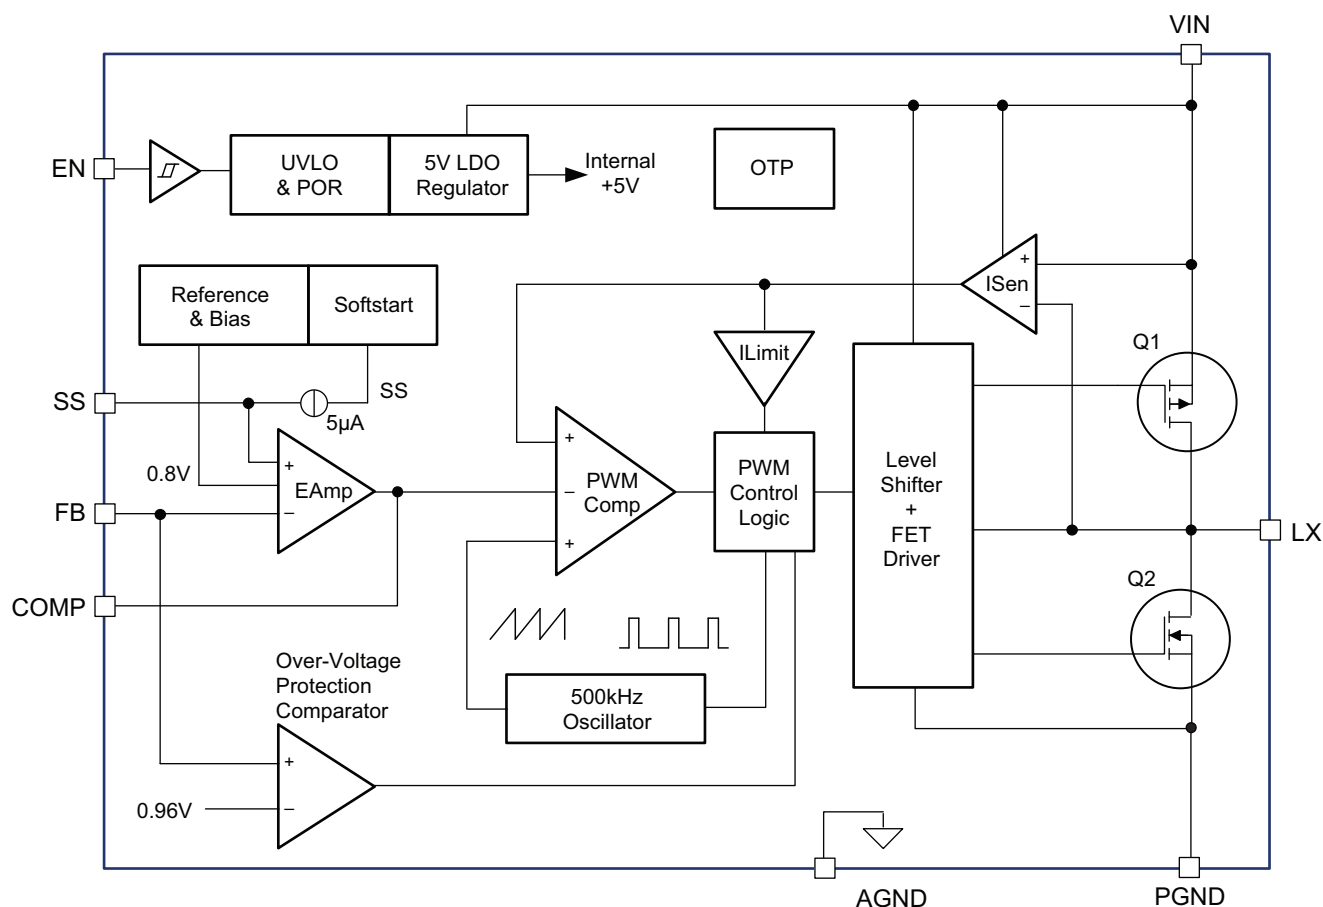 VIN
EN
UVLO
& POR
5V LDO
Regulator
Internal
+5V
OTP
Reference
& Bias
Softstart
+
ISen
–
ILimit
Q1
SS
SS
5µA
0.8V
+
EAmp
–
FB
COMP
+
PWM
Comp
–
+
PWM
Control
Logic
Level
Shifter
+
FET
Driver
LX
Q2
500kHz
Oscillator
Over-Voltage
Protection
Comparator
+
–
0.96V
AGND
PGND